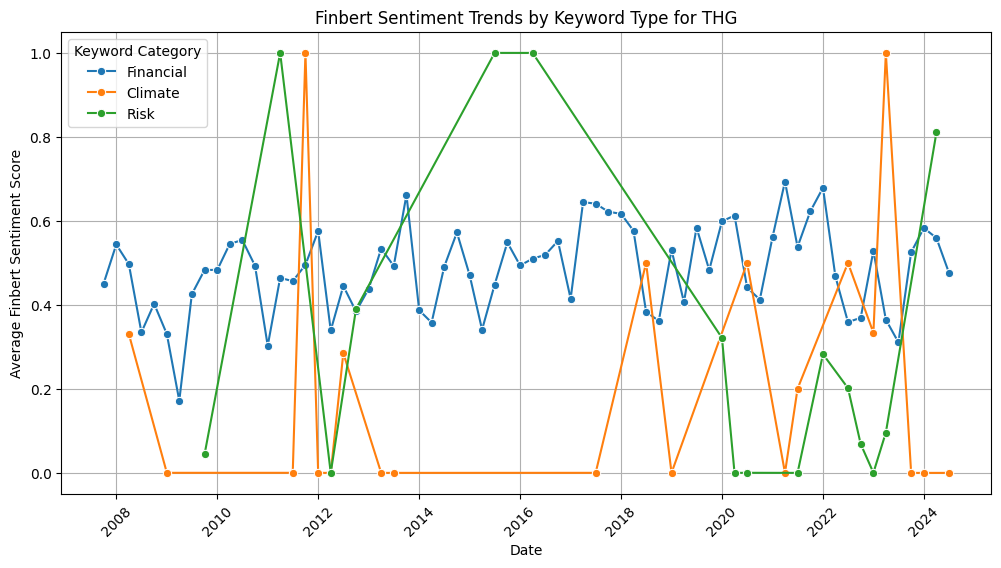 Finbert Sentiment Trends by Keyword Type for THG
Keyword Category
Financial
Climate
Risk
Average Finbert Sentiment Score
1.0
0.8
0.6
0.4
0.2
0.0
2008
2010
2012
2014
2016
2018
2020
2022
2024
Date